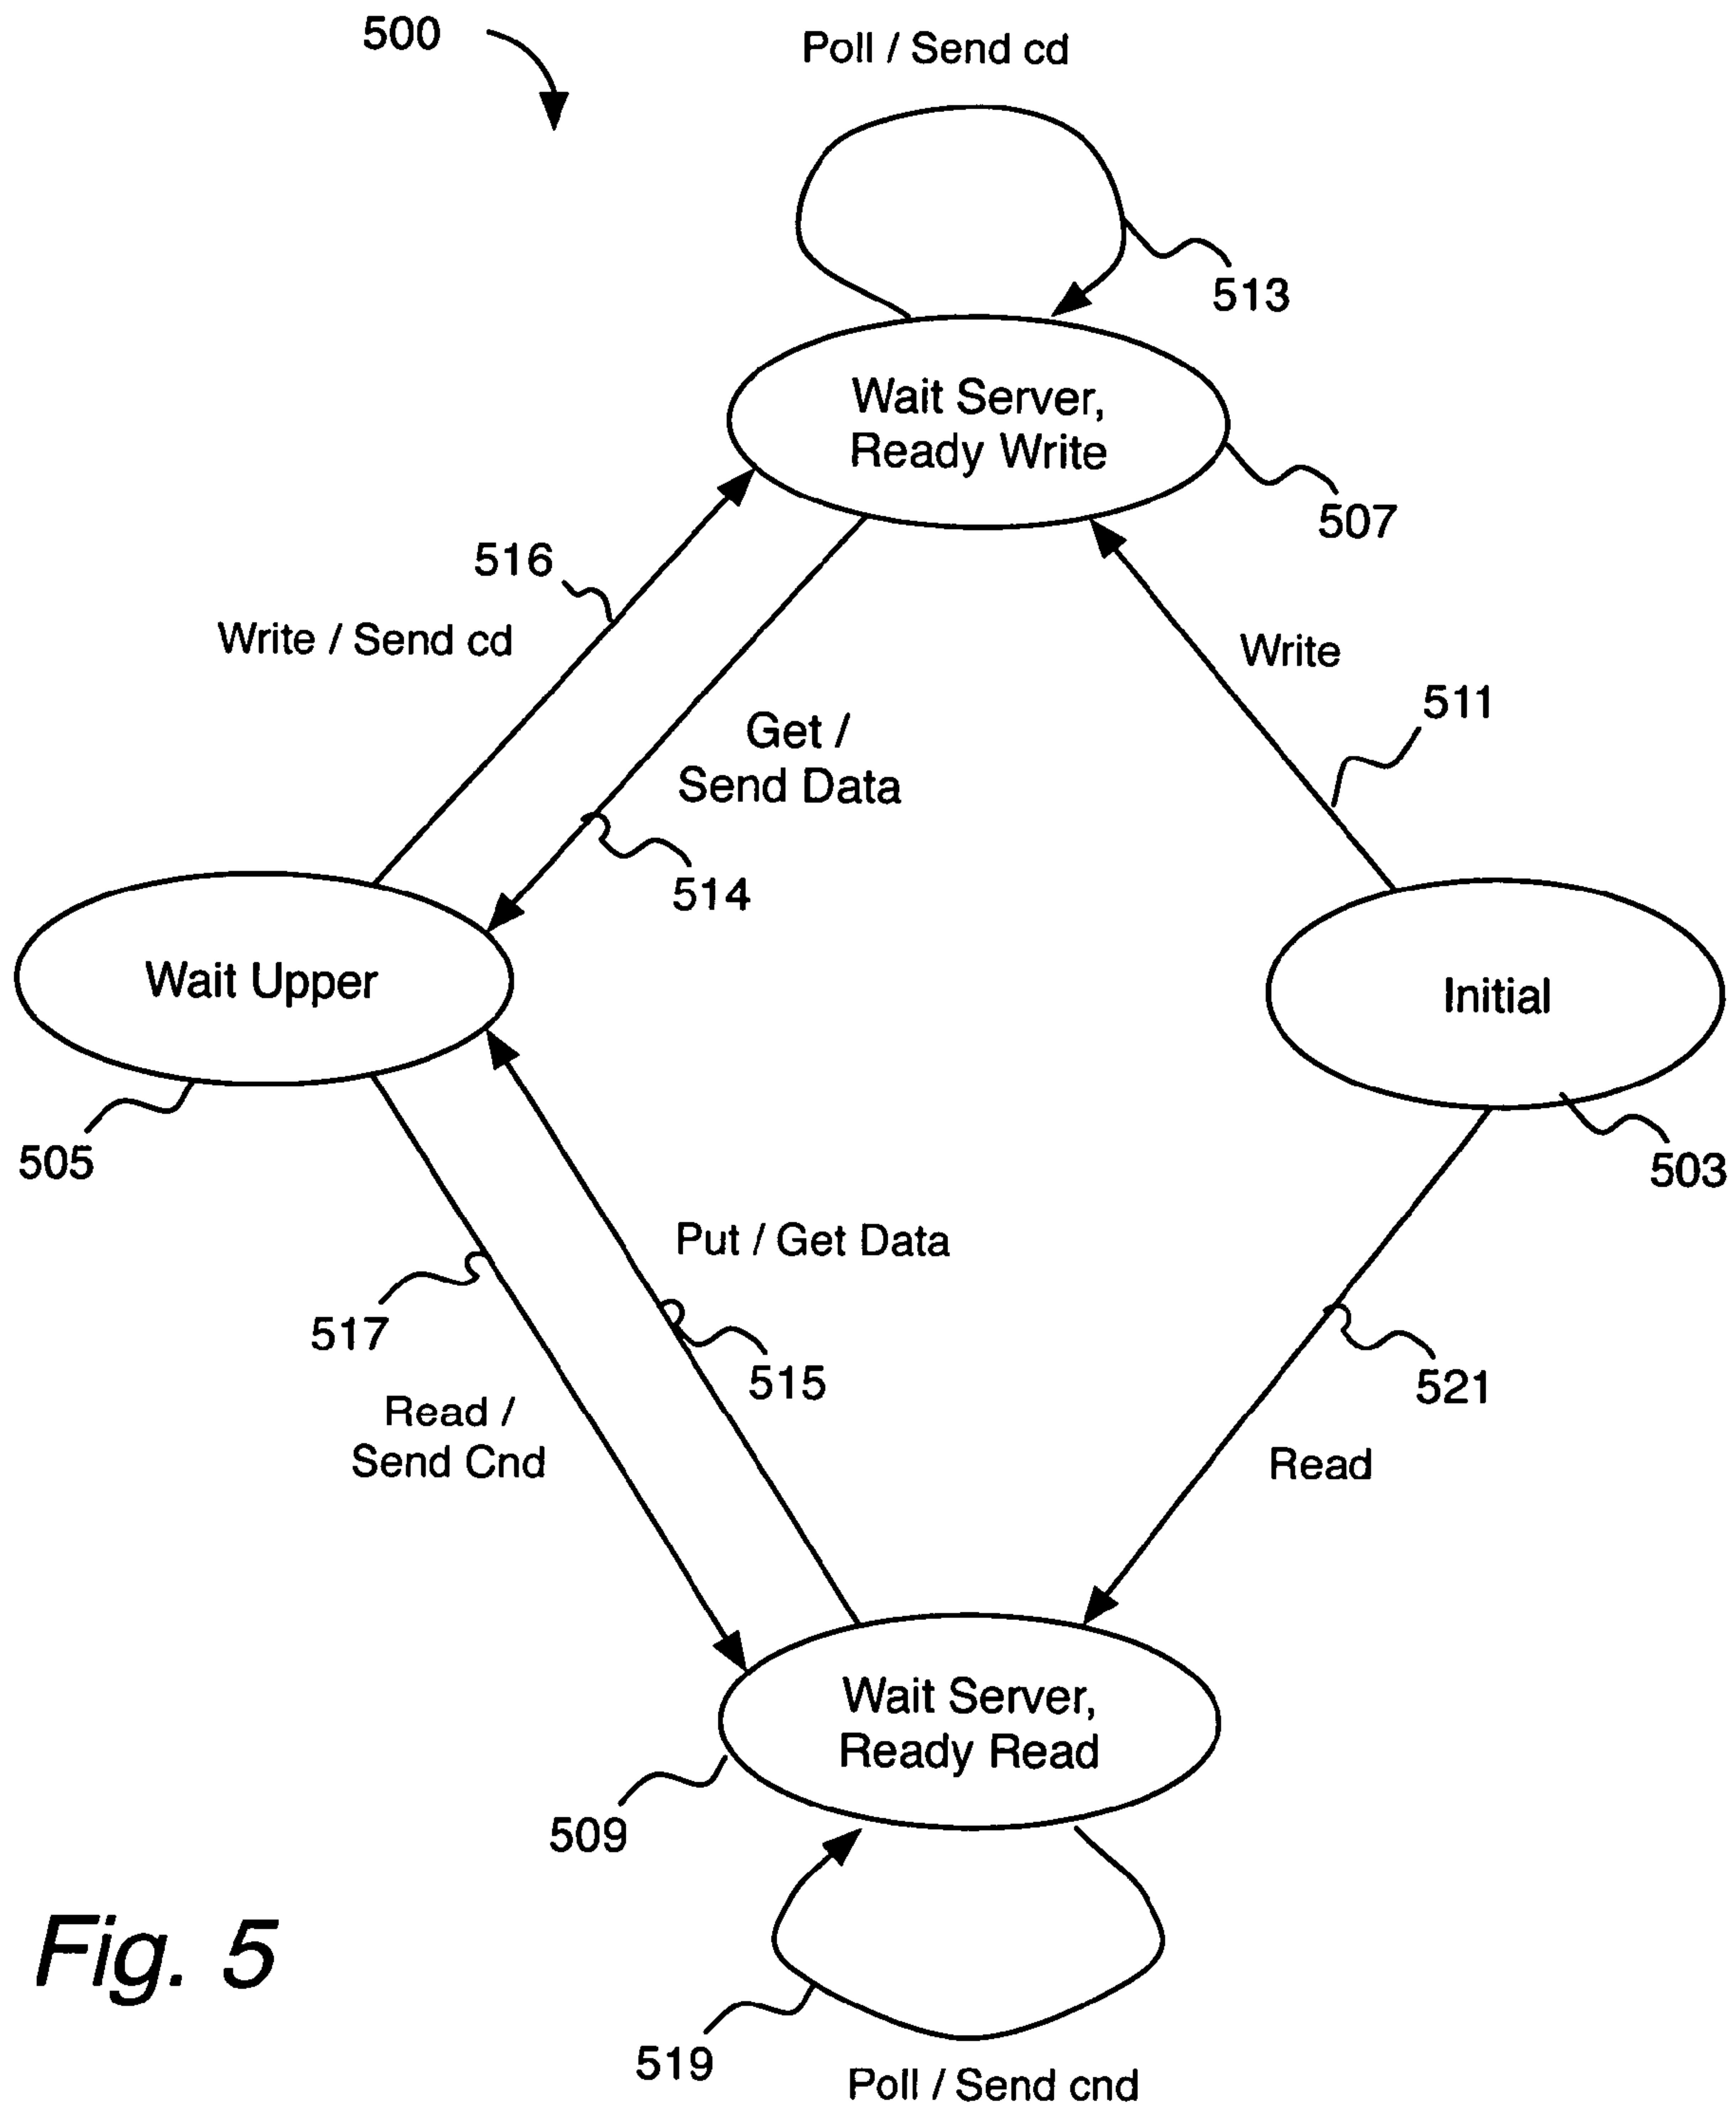 500
Poll / Send cd
513
Wait Server,
Ready Write
507
516
Write / Send cd
Write
511
Get /
Send Data
514
Wait Upper
Initial
505
503
Put / Get Data
517
515
521
Read /
Send Cnd
Read
Wait Server,
Ready Read
509
Fig. 5
519
Poll / Send cnd